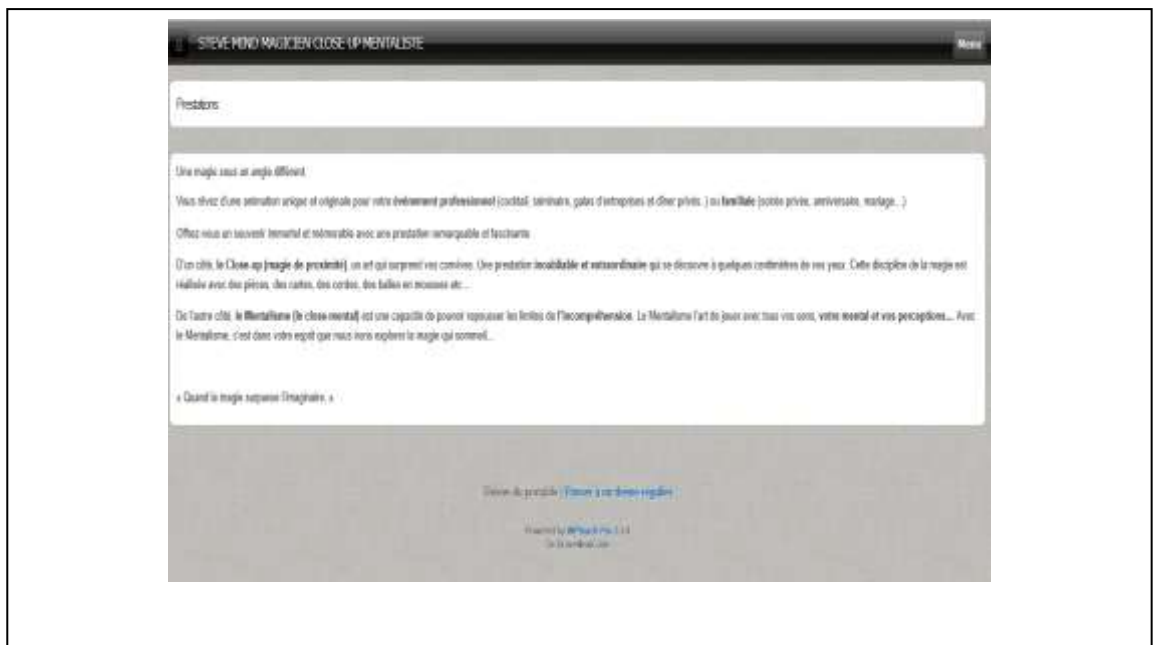 STEVE MIND MAGICIEN CLOSE UP MENTALISTE
Menu
Prestations
Une magie sous un angle différent
Vous rêvez d'une animation unique et originale pour votre événement professionnel (cocktail, séminaire, galas d'entreprises et dîner privés..) ou familiale (soirée privée, anniversaire, mariage…)
Offrez vous un souvenir immortel et mémorable avec une prestation remarquable et fascinante
D'un côté, le Close up (magie de proximité), un art qui surprend vos convives. Une prestation inoubliable et extraordinaire qui se découvre à quelques centimètres de vos yeux. Cette discipline de la magie est
réalisée avec des pièces, des cartes, des cordes, des balles en mousses etc…
De l'autre côté, le Mentalisme (le close mental) est une capacité de pouvoir repousser les limites de l'incompréhension. Le Mentalisme l'art de jouer avec tous vos sens, votre mental et vos perceptions… Avec
le Mentalisme, c'est dans votre esprit que nous irons explorer la magie qui sommeil…
« Quand la magie surpasse l'imaginaire. »
Powered by WPtouch Pro